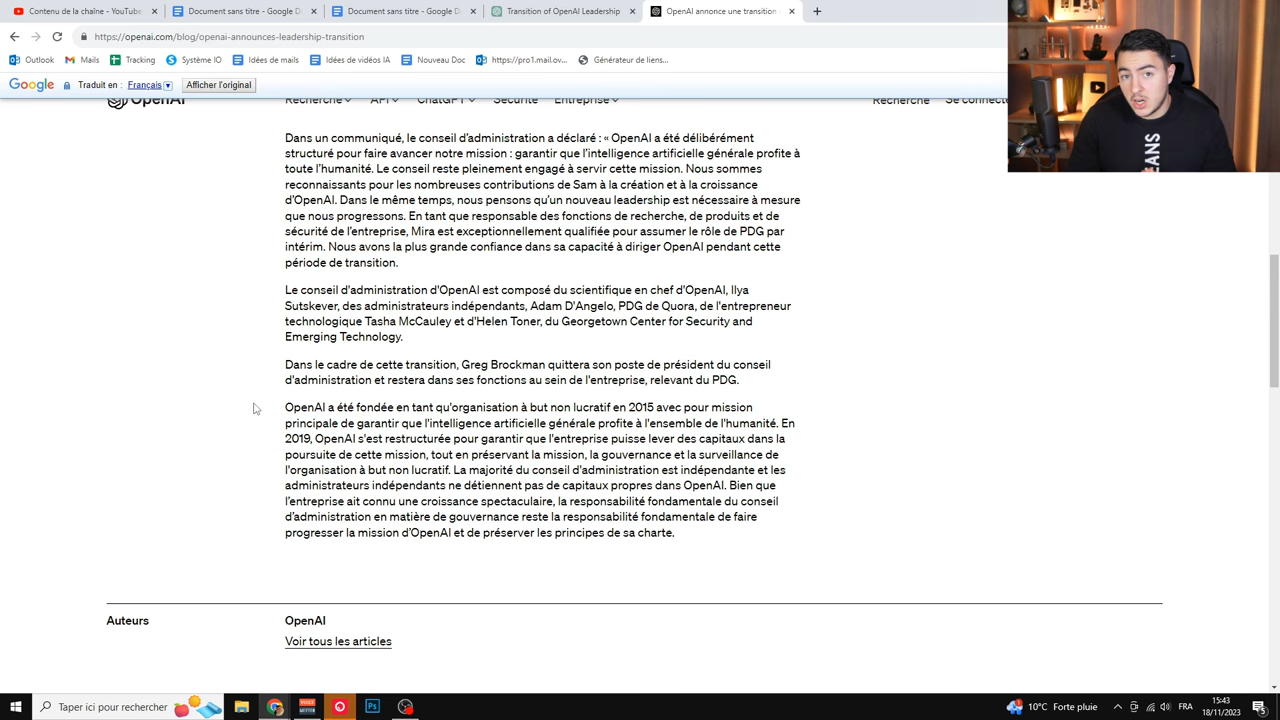 Contenu de la chaîne - YouTube
Document sans titre - Google D
Document sans titre - Google D
Transition of OpenAI Leadership
OpenAI annonce une transition
https://openai.com/blog/openai-announces-leadership-transition
Outlook
Mails
Tracking
Système IO
Idées de mails
Idées de vidéos IA
Nouveau Doc
https://pro1.mail.ov...
Générateur de liens...
Google
Traduit en :
Français
Afficher l'original
OpenAI
Recherche
API
ChatGPT
Sécurité
Entreprise
Recherche
Se connecte
Dans un communiqué, le conseil d'administration a déclaré : « OpenAI a été délibérément
structuré pour faire avancer notre mission : garantir que l'intelligence artificielle générale profite à
toute l'humanité. Le conseil reste pleinement engagé à servir cette mission. Nous sommes
reconnaissants pour les nombreuses contributions de Sam à la création et à la croissance
d'OpenAI. Dans le même temps, nous pensons qu'un nouveau leadership est nécessaire à mesure
que nous progressons. En tant que responsable des fonctions de recherche, de produits et de
sécurité de l'entreprise, Mira est exceptionnellement qualifiée pour assumer le rôle de PDG par
intérim. Nous avons la plus grande confiance dans sa capacité à diriger OpenAI pendant cette
période de transition.
Le conseil d'administration d'OpenAI est composé du scientifique en chef d'OpenAI, Ilya
Sutskever, des administrateurs indépendants, Adam D'Angelo, PDG de Quora, de l'entrepreneur
technologique Tasha McCauley et d'Helen Toner, du Georgetown Center for Security and
Emerging Technology.
Dans le cadre de cette transition, Greg Brockman quittera son poste de président du conseil
d'administration et restera dans ses fonctions au sein de l'entreprise, relevant du PDG.
OpenAI a été fondée en tant qu'organisation à but non lucratif en 2015 avec pour mission
principale de garantir que l'intelligence artificielle générale profite à l'ensemble de l'humanité. En
2019, OpenAI s'est restructurée pour garantir que l'entreprise puisse lever des capitaux dans la
poursuite de cette mission, tout en préservant la mission, la gouvernance et la surveillance de
l'organisation à but non lucratif. La majorité du conseil d'administration est indépendante et les
administrateurs indépendants ne détiennent pas de capitaux propres dans OpenAI. Bien que
l'entreprise ait connu une croissance spectaculaire, la responsabilité fondamentale du conseil
d'administration en matière de gouvernance reste la responsabilité fondamentale de faire
progresser la mission d'OpenAI et de préserver les principes de sa charte.
Auteurs
OpenAI
Voir tous les articles
Taper ici pour rechercher
10°C Forte pluie
FRA
15:43
18/11/2023